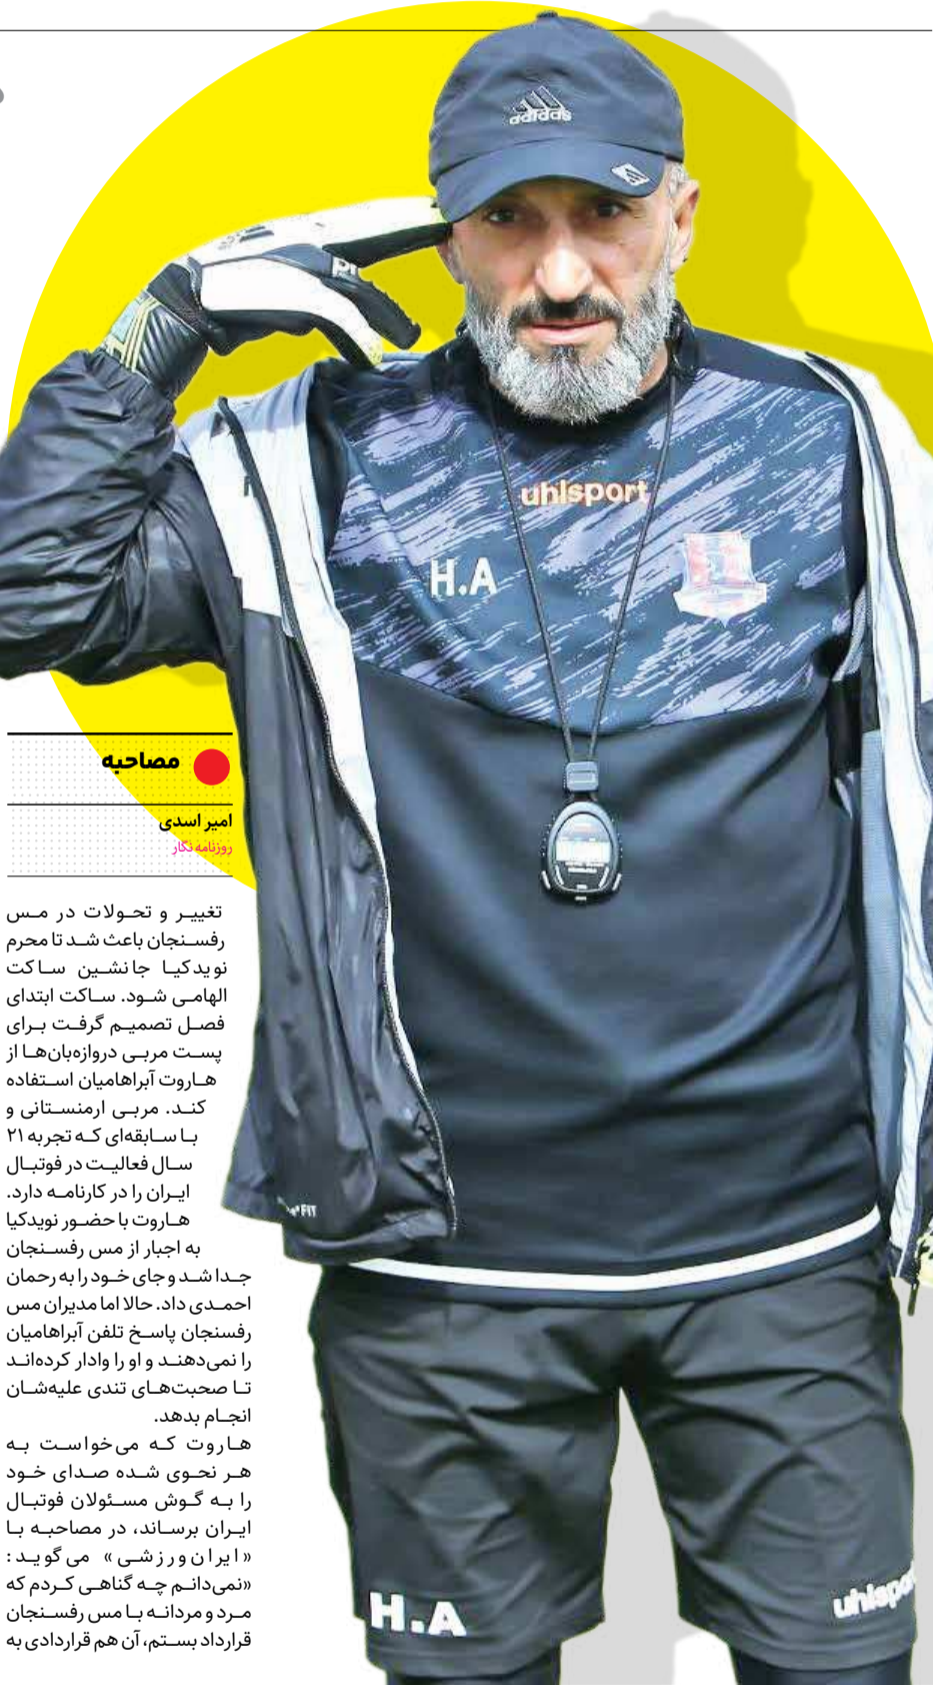 adidas
uhlsport
H.A
مصاحبه
امیر اسدی
روزنامه نگار
تغییر و تحولات در مس
رفسنجان باعث شد تا محرم
نویدکیا جانشین ساکت
الهامی شود. ساکت ابتدای
فصل تصمیم گرفت برای
پست مربی دروازه‌بان‌ها از
هاروت آبراهامیان استفاده
کند. مربی ارمنستانی و
با سابقه‌ای که تجربه ۲۱
سال فعالیت در فوتبال
ایران را در کارنامه دارد.
هاروت با حضور نویدکیا
به اجبار از مس رفسنجان
جدا شد و جای خود را به رحمان
احمدی داد. حالا اما مدیران مس
رفسنجان پاسخ تلفن آبراهامیان
را نمی‌دهند و او را وادار کرده‌اند
تا صحبت‌های تندی علیه‌شان
انجام بدهد.
هاروت که می‌خواست به
هر نحوی شده صدای خود
را به گوش مسئولان فوتبال
ایران برساند، در مصاحبه با
«ایران‌ورزشی» می‌گوید:
«نمی‌دانم چه گناهی کردم که
مرد و مردانه با مس رفسنجان
قرارداد بستم، آن هم قراردادی به
H.A
uhlsport